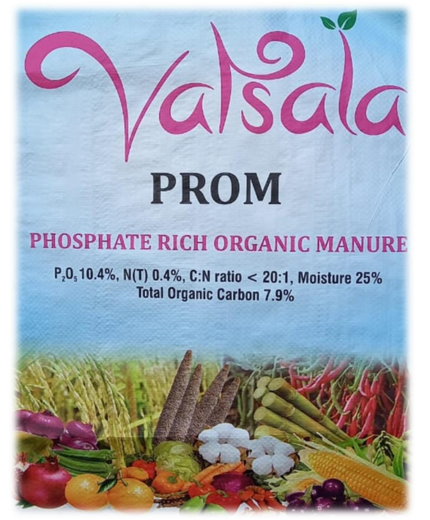 Valsala
PROM
PHOSPHATE RICH ORGANIC MANURE
P₂O₅ 10.4%, N(T) 0.4%, C:N ratio < 20:1, Moisture 25%
Total Organic Carbon 7.9%